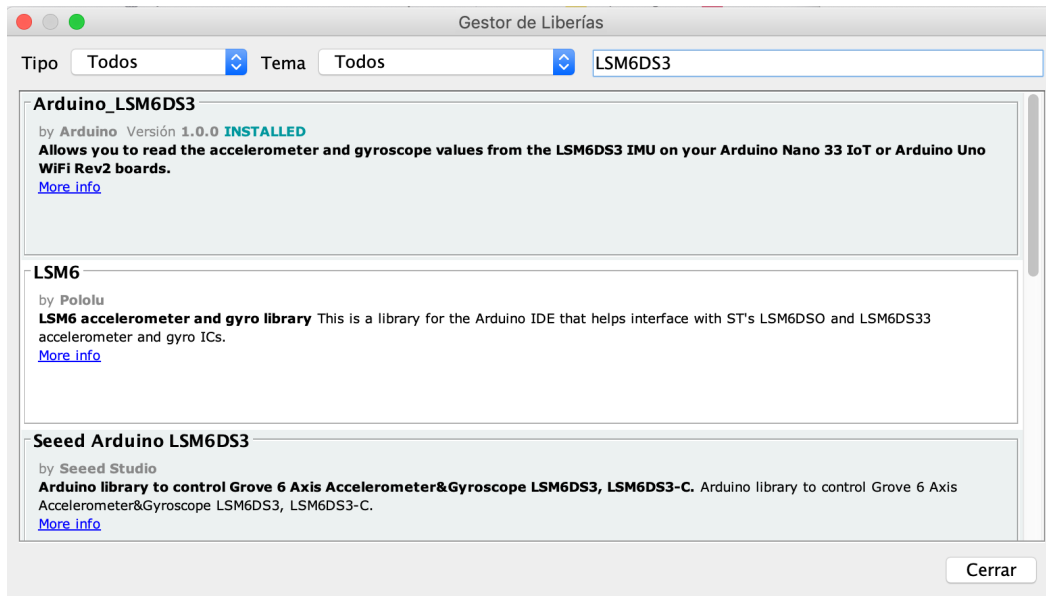 Gestor de Liberías
Tipo Todos Tema Todos LSM6DS3
Arduino_LSM6DS3
by Arduino Versión 1.0.0 INSTALLED
Allows you to read the accelerometer and gyroscope values from the LSM6DS3 IMU on your Arduino Nano 33 IoT or Arduino Uno
WiFi Rev2 boards.
More info
LSM6
by Pololu
LSM6 accelerometer and gyro library This is a library for the Arduino IDE that helps interface with ST's LSM6DSO and LSM6DS33
accelerometer and gyro ICs.
More info
Seeed Arduino LSM6DS3
by Seeed Studio
Arduino library to control Grove 6 Axis Accelerometer&Gyroscope LSM6DS3, LSM6DS3-C. Arduino library to control Grove 6 Axis
Accelerometer&Gyroscope LSM6DS3, LSM6DS3-C.
More info
Cerrar